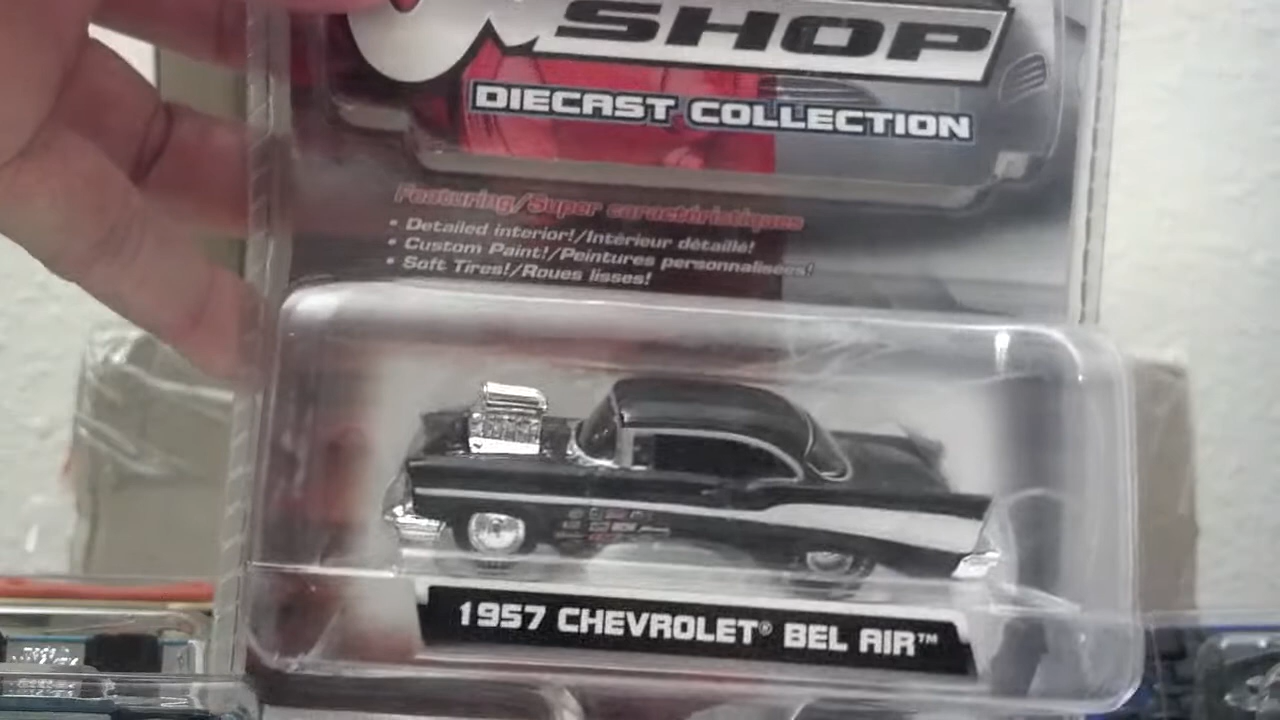 SHOP
DIECAST COLLECTION
Featuring/Super caractéristiques
• Detailed interior!/Intérieur détaillé!
• Custom Paint!/Peintures personnalisées!
• Soft Tires!/Roues lisses!
1957 CHEVROLET® BEL AIR™